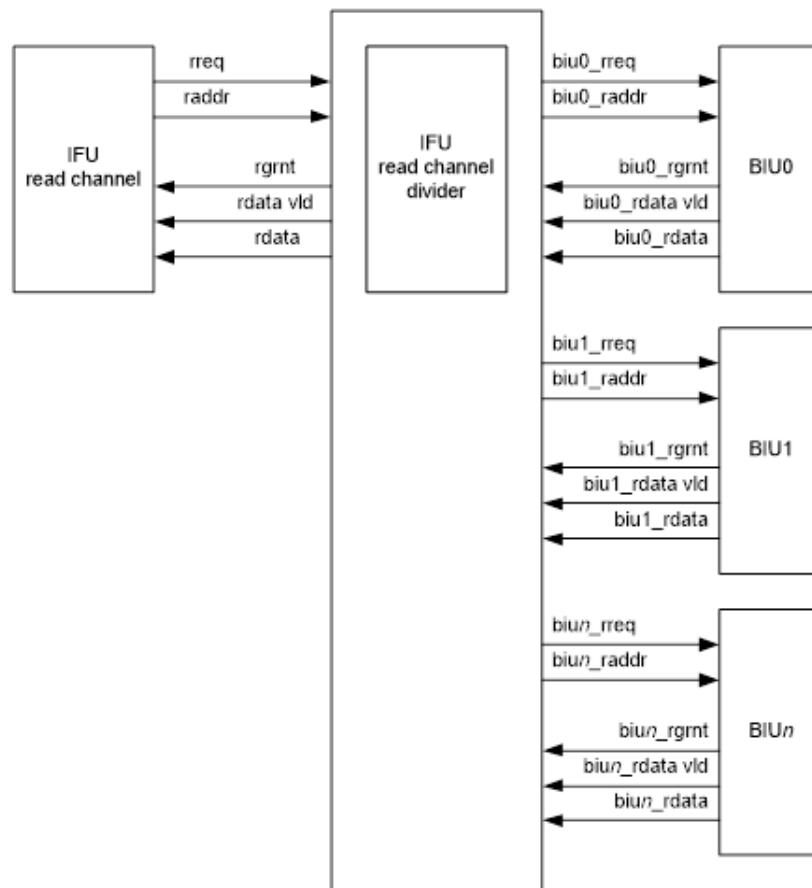 rreq
raddr
IFU
read channel
rgrnt
rdata vld
rdata
IFU
read channel
divider
biu0_rreq
biu0_raddr
biu0_rgrnt
biu0_rdata vld
biu0_rdata
BIU0
biu1_rreq
biu1_raddr
biu1_rgrnt
biu1_rdata vld
biu1_rdata
BIU1
biun_rreq
biun_raddr
biun_rgrnt
biun_rdata vld
biun_rdata
BIUn